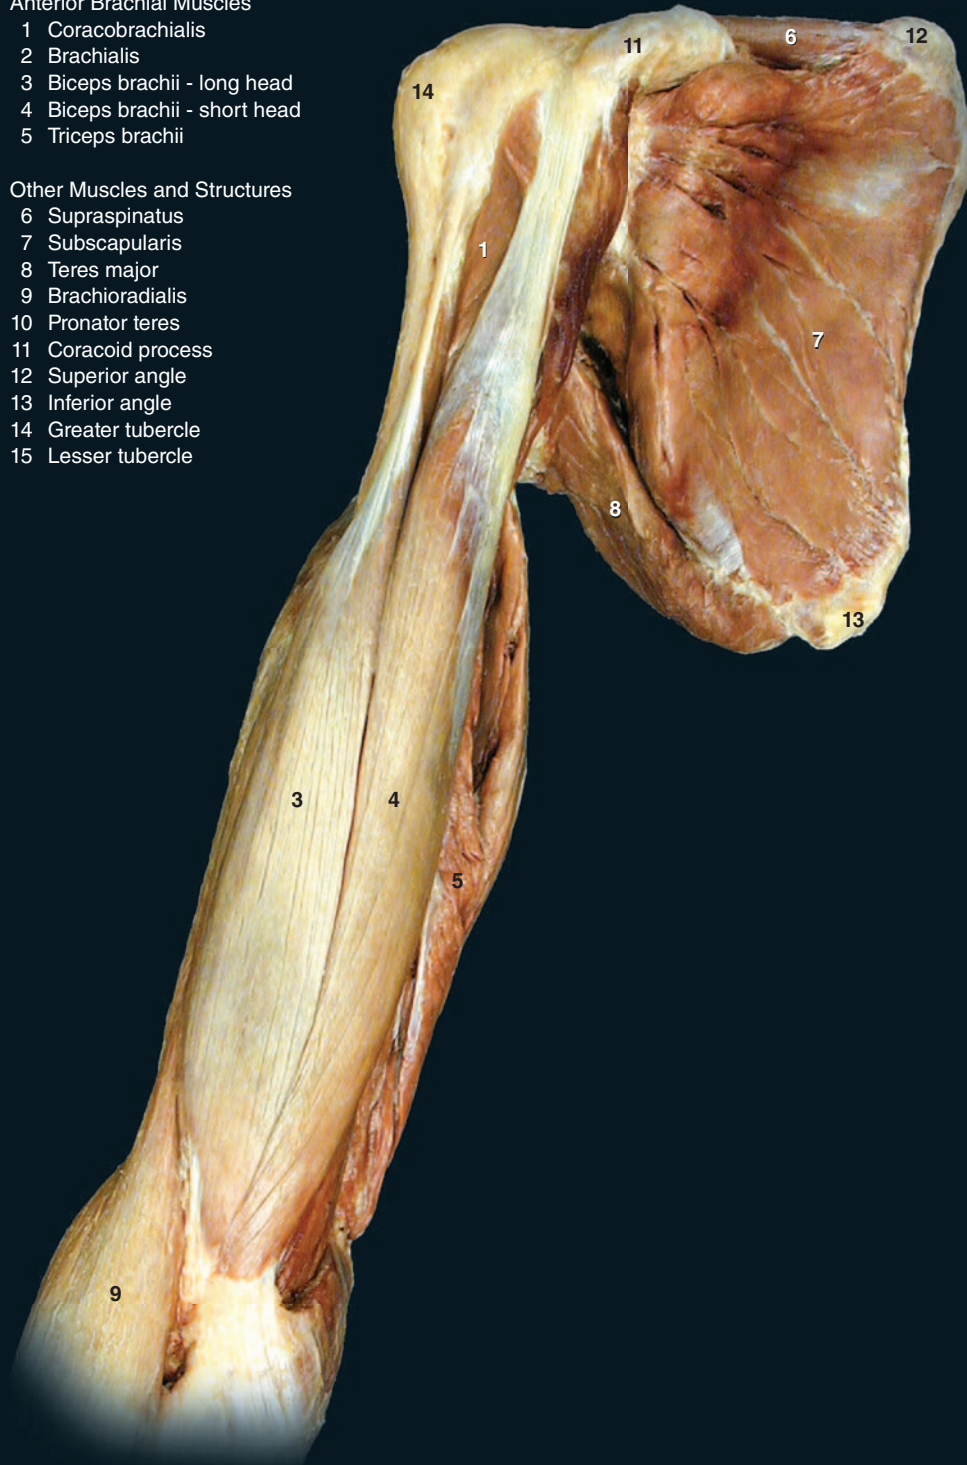 Anterior Brachial Muscles
1 Coracobrachialis
2 Brachialis
3 Biceps brachii - long head
4 Biceps brachii - short head
5 Triceps brachii
Other Muscles and Structures
6 Supraspinatus
7 Subscapularis
8 Teres major
9 Brachioradialis
10 Pronator teres
11 Coracoid process
12 Superior angle
13 Inferior angle
14 Greater tubercle
15 Lesser tubercle
6
12
11
14
1
7
8
13
3
4
5
9